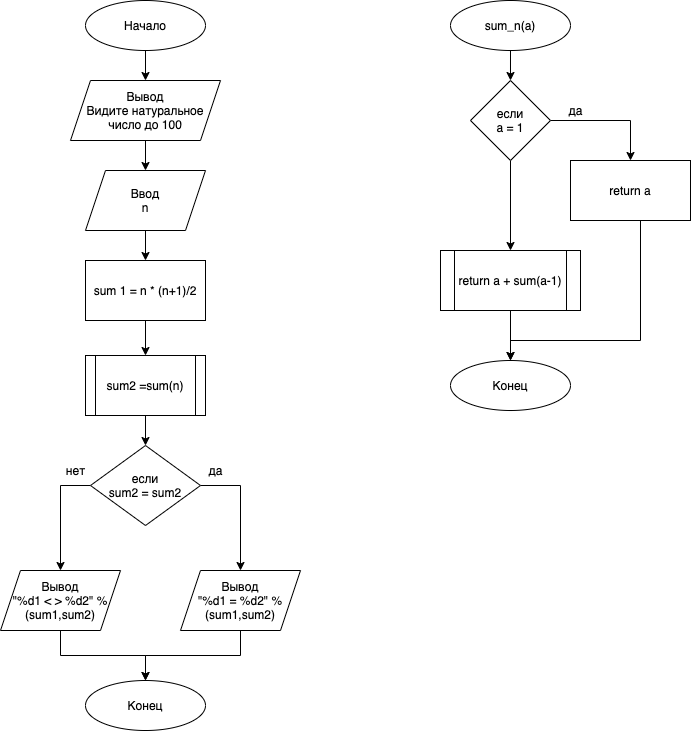 Начало
Вывод
Видите натуральное
число до 100
Ввод
n
sum 1 = n * (n+1)/2
sum2 =sum(n)
если
sum2 = sum2
нет
да
Вывод
"%d1 < > %d2" %
(sum1,sum2)
Вывод
"%d1 = %d2" %
(sum1,sum2)
Конец
sum_n(a)
если
a = 1
да
return a
return a + sum(a-1)
Конец